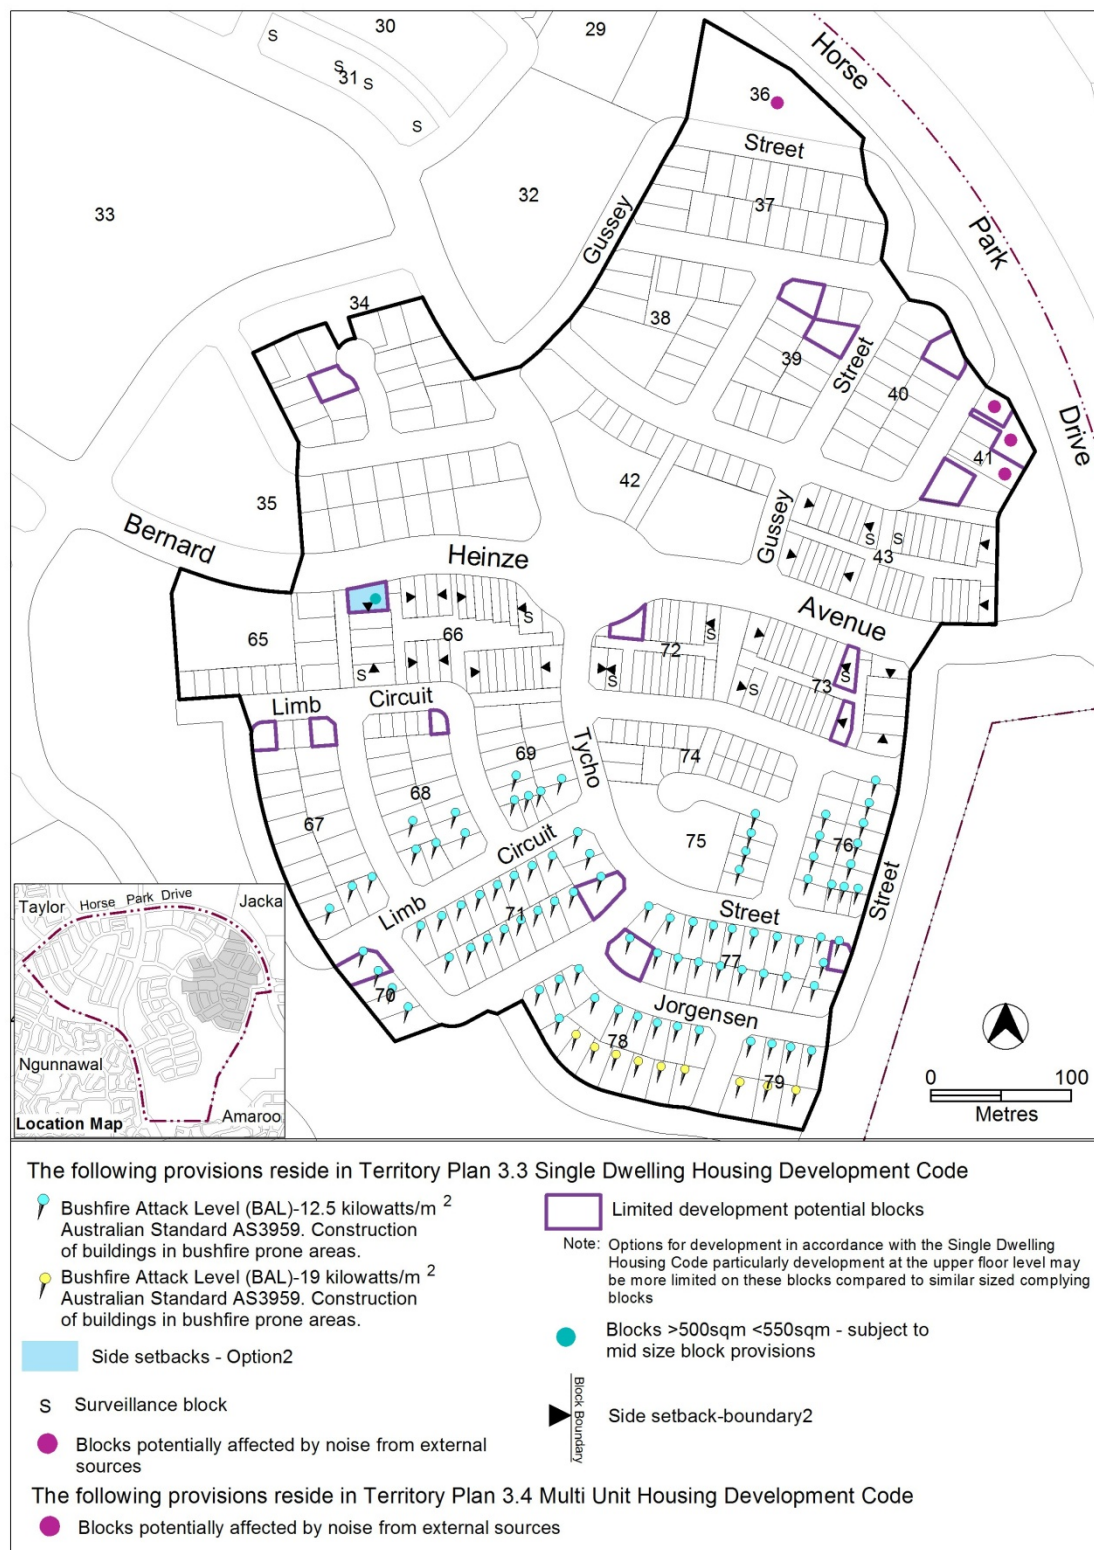 30
29
S
S
31
S
S
36
Horse
Street
33
32
37
Gussey
Park
34
38
39
Street
40
Drive
41
35
42
Bernard
Gussey
S
S
43
Heinze
Avenue
65
66
S
S
72
S
S
73
S
S
Limb
Circuit
69
Tycho
74
68
67
75
76
Circuit
Limb
71
Street
Street
77
70
Jorgensen
78
79
Taylor
Horse Park Drive
Jacka
Ngunnawal
Amaroo
Location Map
0 100
Metres
The following provisions reside in Territory Plan 3.3 Single Dwelling Housing Development Code
Bushfire Attack Level (BAL)-12.5 kilowatts/m 2
Australian Standard AS3959. Construction
of buildings in bushfire prone areas.
Bushfire Attack Level (BAL)-19 kilowatts/m 2
Australian Standard AS3959. Construction
of buildings in bushfire prone areas.
Side setbacks - Option2
S Surveillance block
Blocks potentially affected by noise from external
sources
Limited development potential blocks
Note: Options for development in accordance with the Single Dwelling
Housing Code particularly development at the upper floor level may
be more limited on these blocks compared to similar sized complying
blocks
Blocks >500sqm <550sqm - subject to
mid size block provisions
Block Boundary
Side setback-boundary2
The following provisions reside in Territory Plan 3.4 Multi Unit Housing Development Code
Blocks potentially affected by noise from external sources